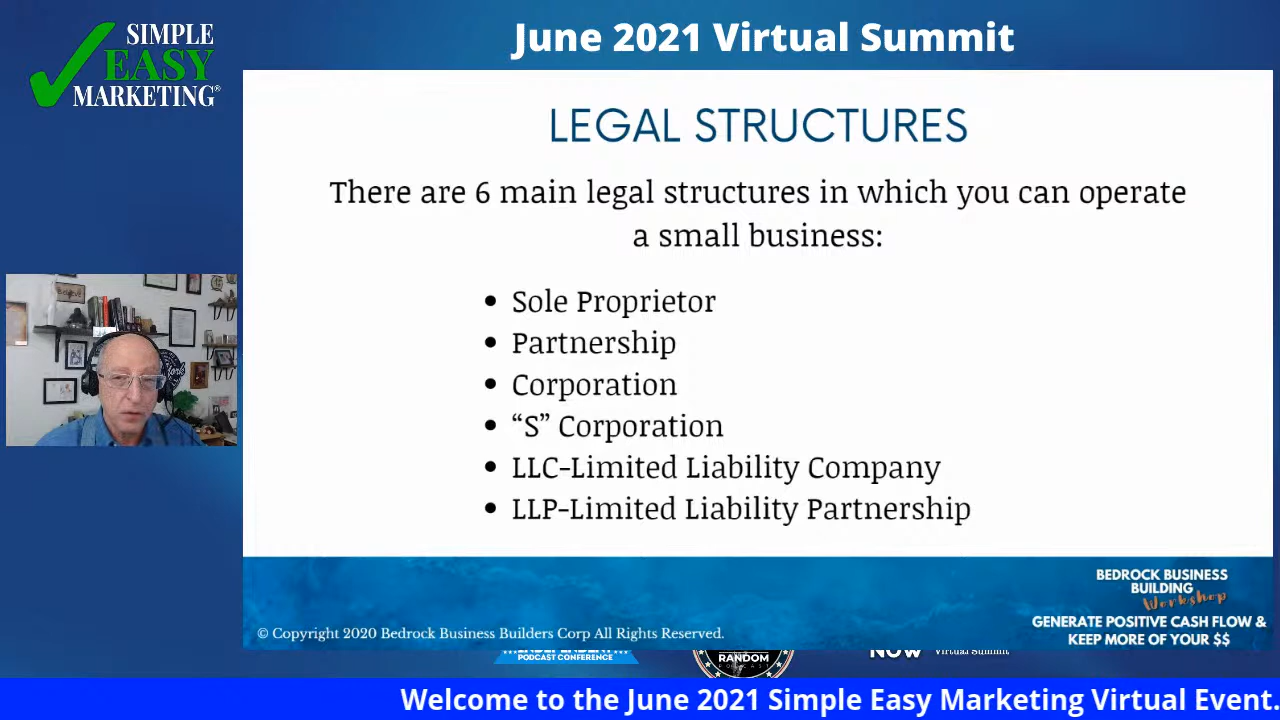 SIMPLE
EASY
MARKETING®
June 2021 Virtual Summit
LEGAL STRUCTURES
There are 6 main legal structures in which you can operate
a small business:
• Sole Proprietor
• Partnership
• Corporation
• “S” Corporation
• LLC-Limited Liability Company
• LLP-Limited Liability Partnership
BEDROCK BUSINESS
BUILDING
Workshop
GENERATE POSITIVE CASH FLOW &
KEEP MORE OF YOUR $$
© Copyright 2020 Bedrock Business Builders Corp All Rights Reserved.
INDEPENDENT
PODCAST CONFERENCE
RANDOM
PODCAST
NOW
Virtual Summit
Welcome to the June 2021 Simple Easy Marketing Virtual Event.